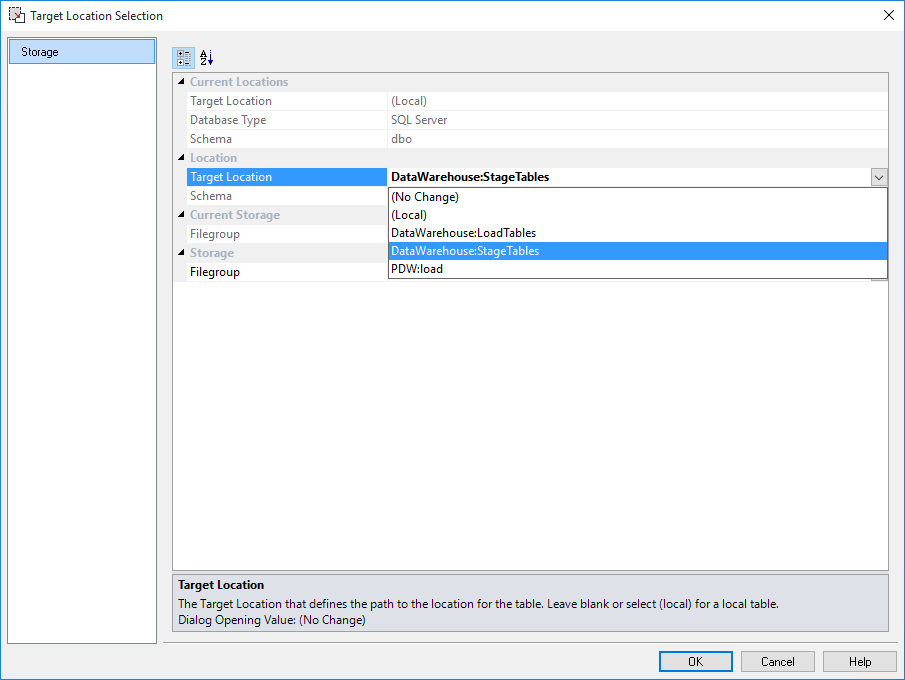 Target Location Selection
Storage
Current Locations
Target Location (Local)
Database Type SQL Server
Schema dbo
Location
Target Location DataWarehouse:StageTables
Schema
(No Change)
(Local)
Current Storage
DataWarehouse:LoadTables
Filegroup
DataWarehouse:StageTables
Storage
PDW:load
Filegroup
Target Location
The Target Location that defines the path to the location for the table. Leave blank or select (local) for a local table.
Dialog Opening Value: (No Change)
OK Cancel Help